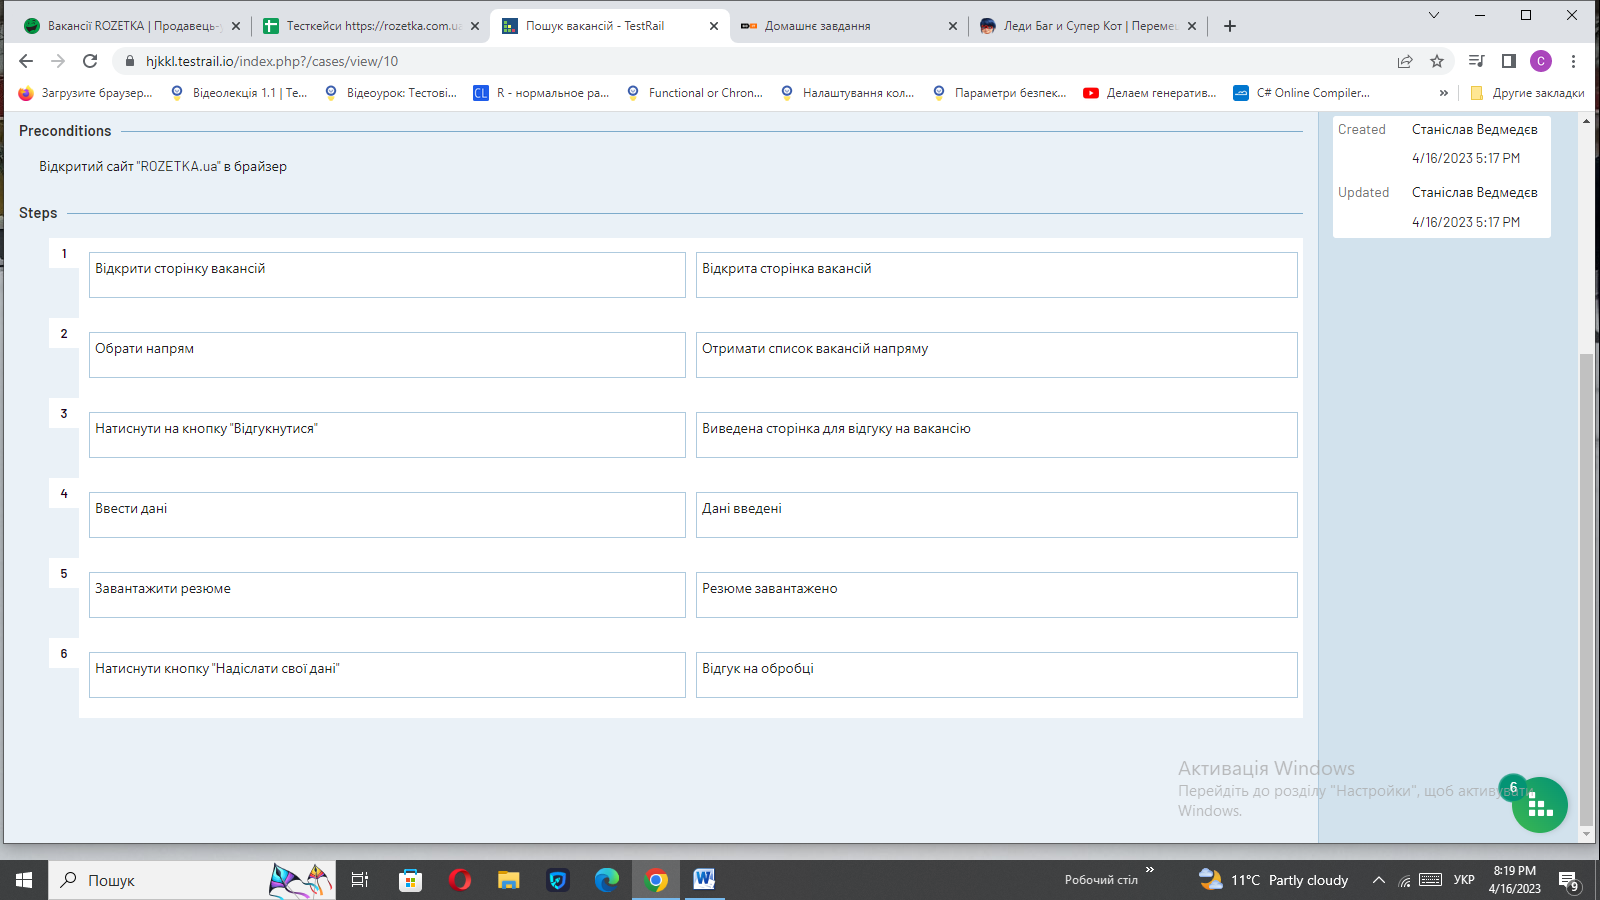 Вакансії ROZETKA | Продавець-
Тесткейси https://rozetka.com.ua
Пошук вакансій - TestRail
Домашнє завдання
Леди Баг и Супер Кот | Перемещ
hjkkl.testrail.io/index.php?/cases/view/10
C
Загрузите браузер...
Відеолекція 1.1 | Те...
Відеоурок: Тестові...
CL
R - нормальное ра...
Functional or Chron...
Налаштування кол...
Параметри безпек...
Делаем генератив...
C# Online Compiler...
»
Другие закладки
Preconditions
Відкритий сайт "ROZETKA.ua" в брайзер
Steps
1
Відкрити сторінку вакансій
Відкрита сторінка вакансій
2
Обрати напрям
Отримати список вакансій напряму
3
Натиснути на кнопку "Відгукнутися"
Виведена сторінка для відгуку на вакансію
4
Ввести дані
Дані введені
5
Завантажити резюме
Резюме завантажено
6
Натиснути кнопку "Надіслати свої дані"
Відгук на обробці
Created
Станіслав Ведмедєв
4/16/2023 5:17 PM
Updated
Станіслав Ведмедєв
4/16/2023 5:17 PM
Активація Windows
Перейдіть до розділу "Настройки", щоб активувати
Windows.
6
Пошук
Робочий стіл
»
11°C Partly cloudy
УКР
8:19 PM
4/16/2023
9